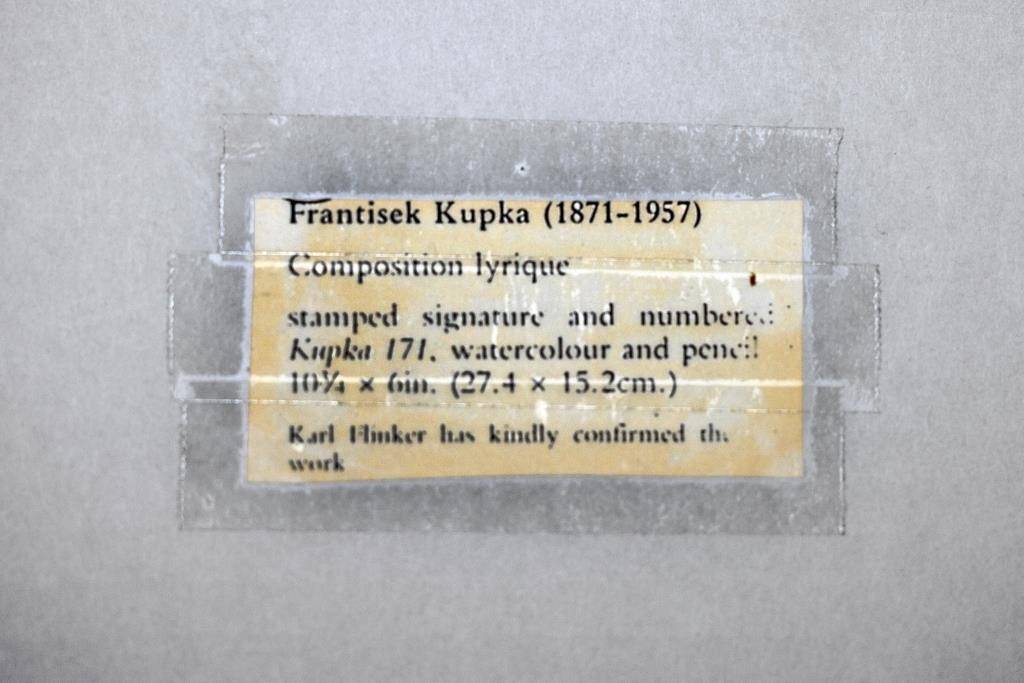 Frantisek Kupka (1871-1957)
Composition lyrique
stamped signature and numbered
Kupka 171, watercolour and pencil
10¾ × 6in. (27.4 × 15.2cm.)
Karl Flinker has kindly confirmed the
work